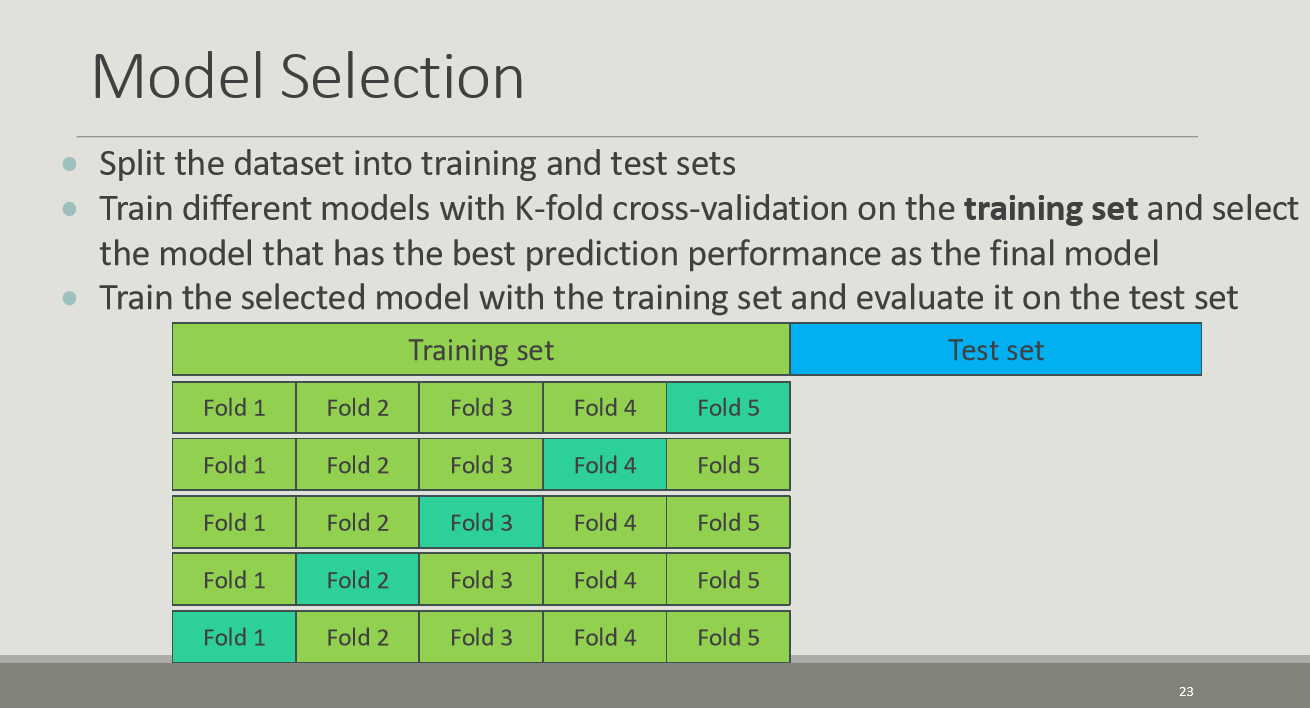 Model Selection
Split the dataset into training and test sets
Train different models with K-fold cross-validation on the training set and select
the model that has the best prediction performance as the final model
Train the selected model with the training set and evaluate it on the test set
Training set Test set
Fold 1 Fold 2 Fold 3 Fold 4 Fold 5
Fold 1 Fold 2 Fold 3 Fold 4 Fold 5
Fold 1 Fold 2 Fold 3 Fold 4 Fold 5
Fold 1 Fold 2 Fold 3 Fold 4 Fold 5
Fold 1 Fold 2 Fold 3 Fold 4 Fold 5
23